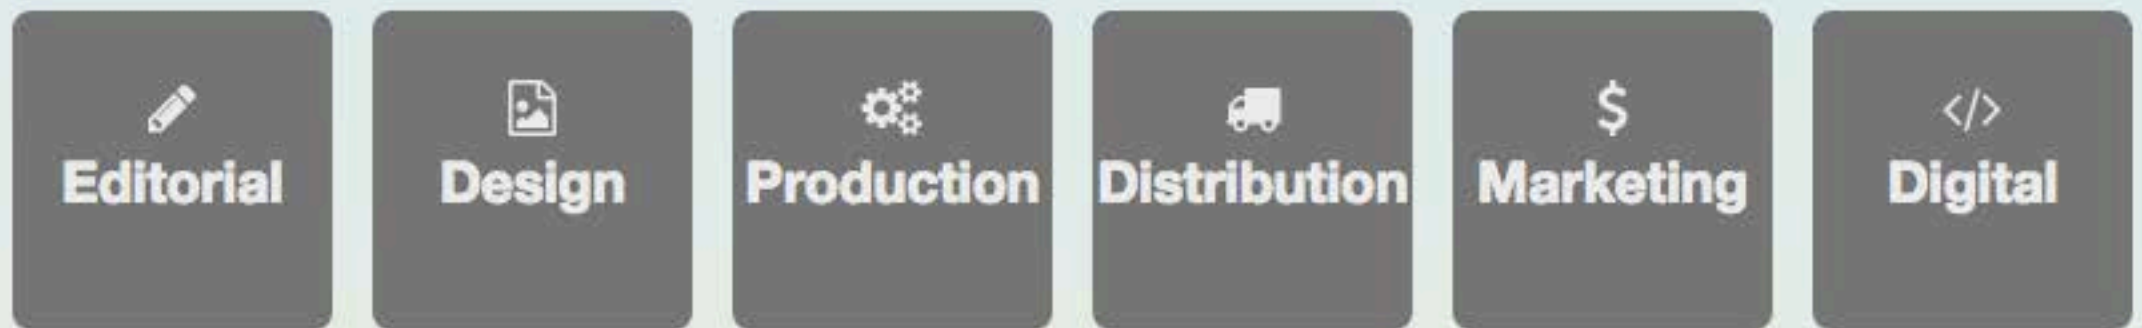 Editorial
Design
Production
Distribution
Marketing
Digital